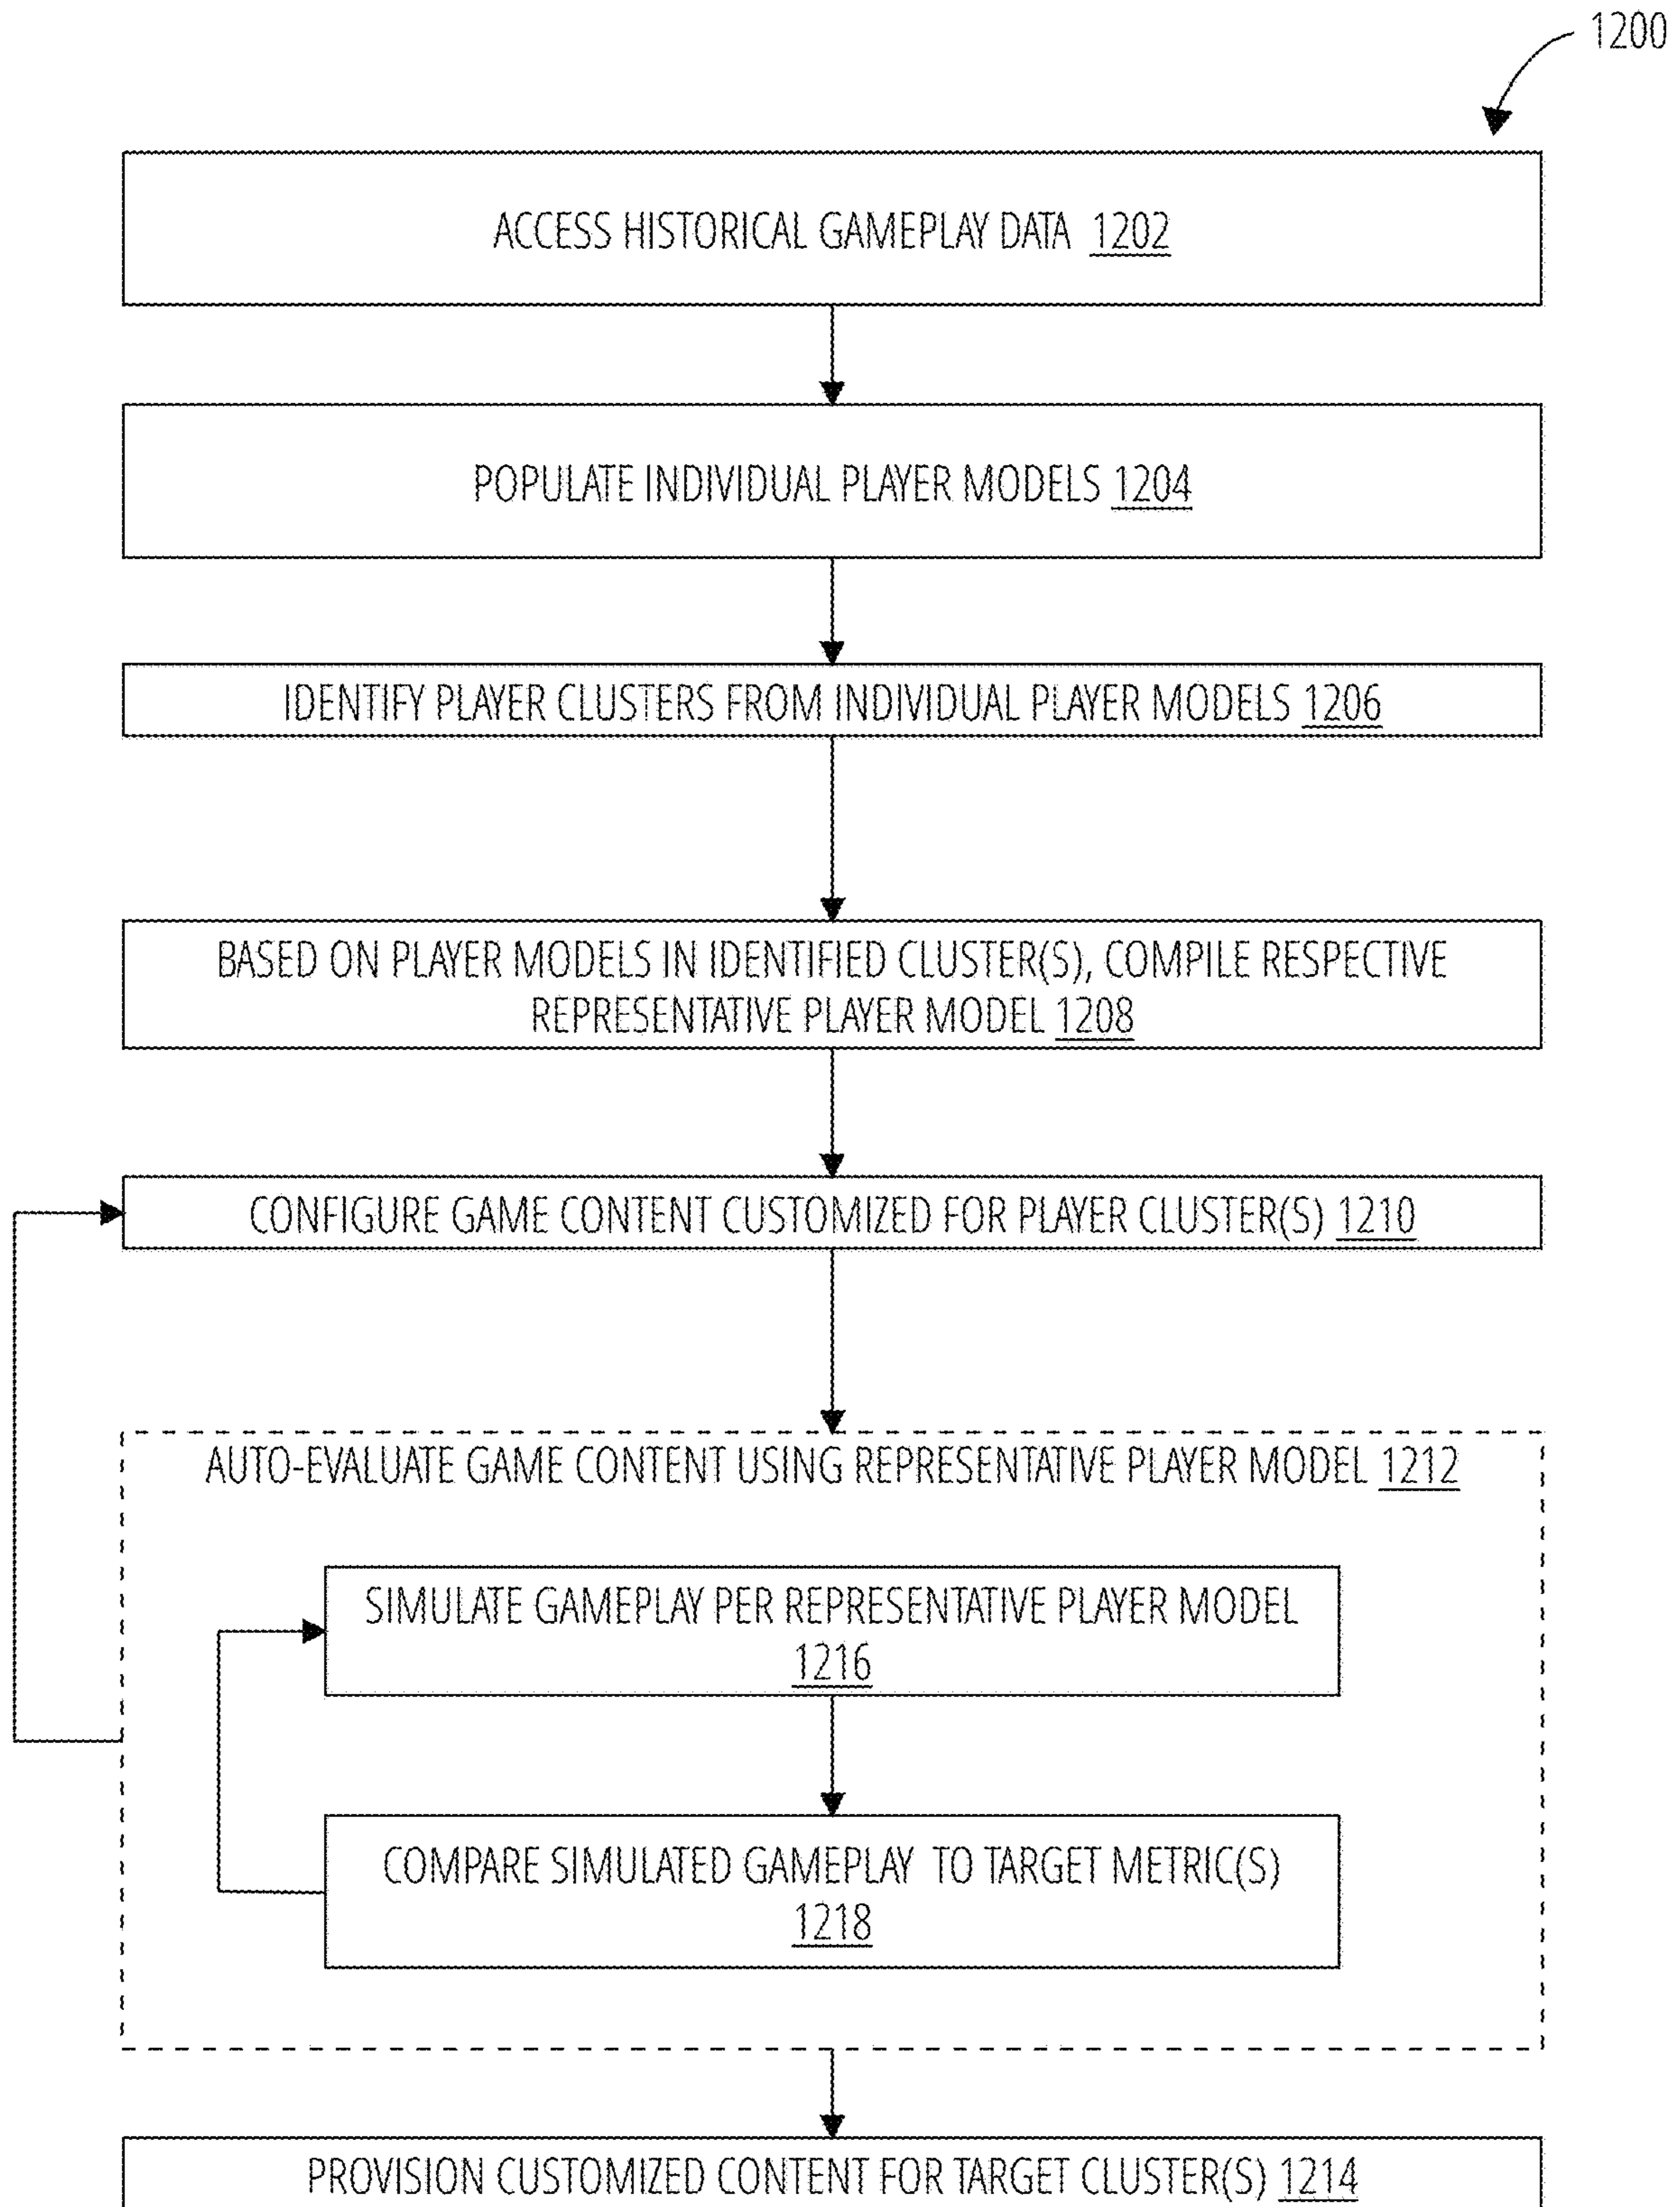 1200
ACCESS HISTORICAL GAMEPLAY DATA 1202
POPULATE INDIVIDUAL PLAYER MODELS 1204
IDENTIFY PLAYER CLUSTERS FROM INDIVIDUAL PLAYER MODELS 1206
BASED ON PLAYER MODELS IN IDENTIFIED CLUSTER(S), COMPILE RESPECTIVE
REPRESENTATIVE PLAYER MODEL 1208
CONFIGURE GAME CONTENT CUSTOMIZED FOR PLAYER CLUSTER(S) 1210
AUTO-EVALUATE GAME CONTENT USING REPRESENTATIVE PLAYER MODEL 1212
SIMULATE GAMEPLAY PER REPRESENTATIVE PLAYER MODEL
1216
COMPARE SIMULATED GAMEPLAY TO TARGET METRIC(S)
1218
PROVISION CUSTOMIZED CONTENT FOR TARGET CLUSTER(S) 1214